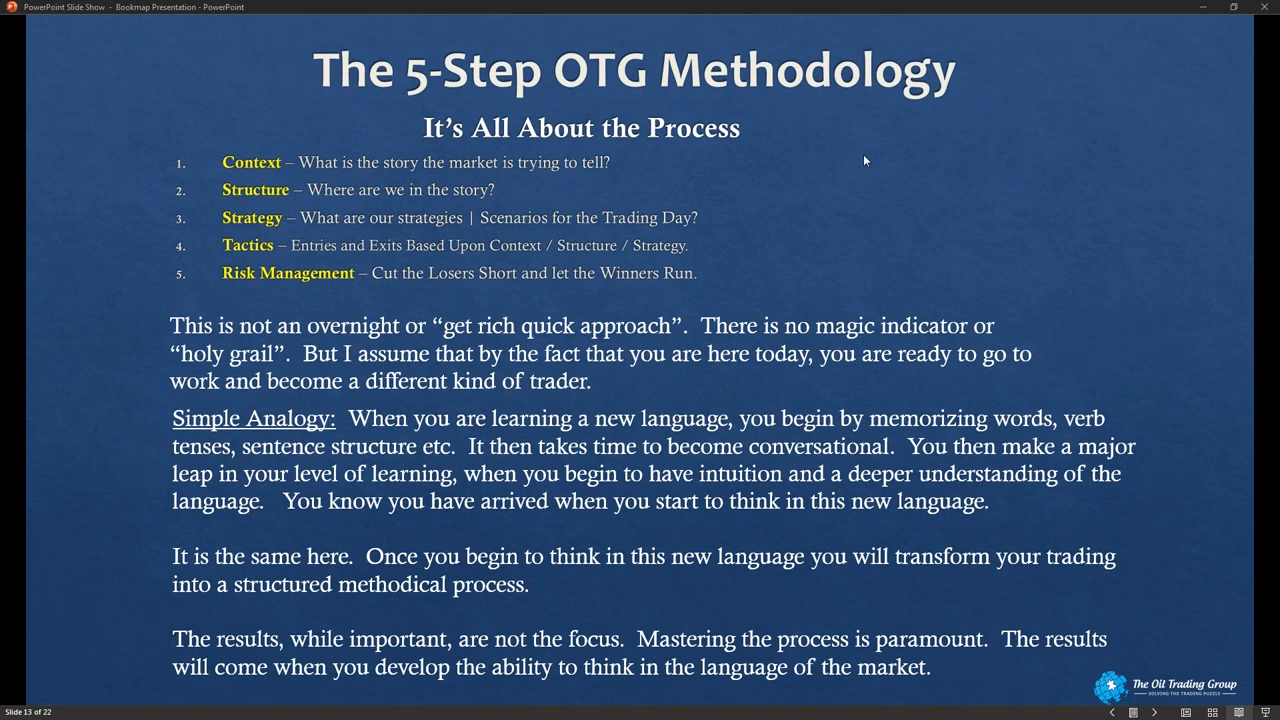 PowerPoint Slide Show - Bookmap Presentation - PowerPoint
The 5-Step OTG Methodology
It's All About the Process
1. Context – What is the story the market is trying to tell?
2. Structure – Where are we in the story?
3. Strategy – What are our strategies | Scenarios for the Trading Day?
4. Tactics – Entries and Exits Based Upon Context / Structure / Strategy.
5. Risk Management – Cut the Losers Short and let the Winners Run.
This is not an overnight or “get rich quick approach”. There is no magic indicator or
“holy grail”. But I assume that by the fact that you are here today, you are ready to go to
work and become a different kind of trader.
Simple Analogy: When you are learning a new language, you begin by memorizing words, verb
tenses, sentence structure etc. It then takes time to become conversational. You then make a major
leap in your level of learning, when you begin to have intuition and a deeper understanding of the
language. You know you have arrived when you start to think in this new language.
It is the same here. Once you begin to think in this new language you will transform your trading
into a structured methodical process.
The results, while important, are not the focus. Mastering the process is paramount. The results
will come when you develop the ability to think in the language of the market.
The Oil Trading Group
SOLVING THE TRADING PUZZLE
Slide 13 of 22